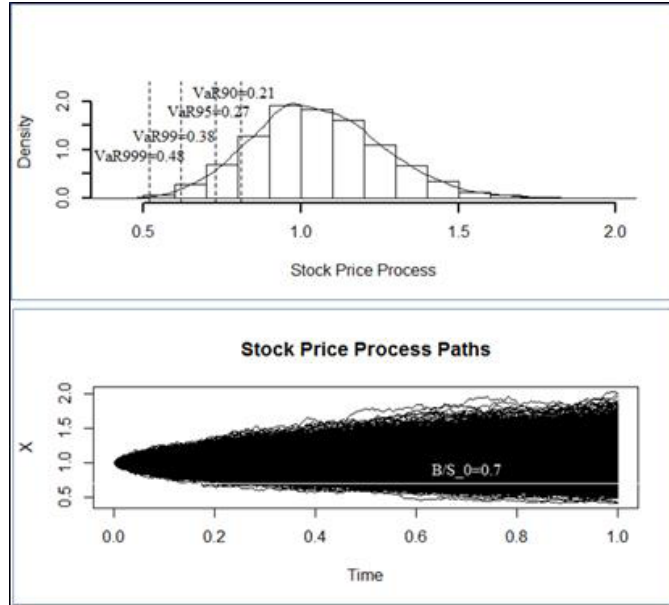 VaR90=0.21
VaR95=0.27
VaR99=0.38
VaR999=0.48
Density
0.0 1.0 2.0
0.5 1.0 1.5 2.0
Stock Price Process
Stock Price Process Paths
X
0.5 1.0 1.5 2.0
B/S_0=0.7
0.0 0.2 0.4 0.6 0.8 1.0
Time